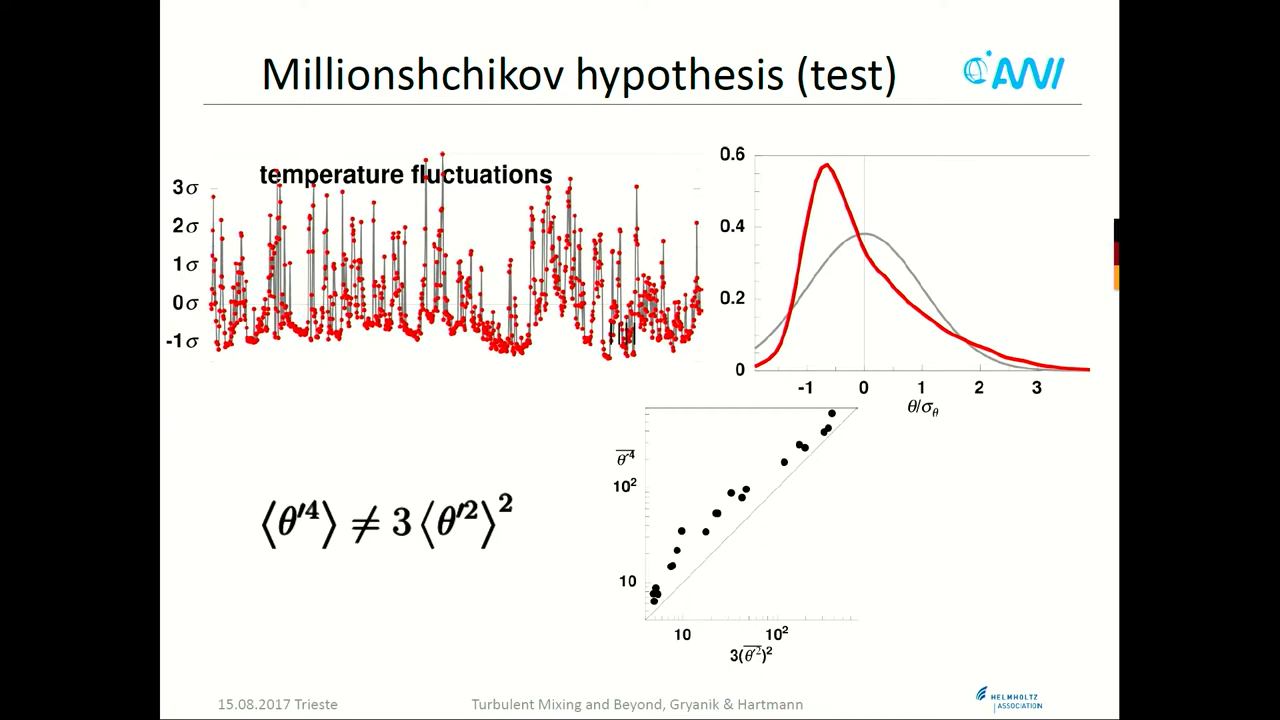 Millionshchikov hypothesis (test)
AWI
temperature fluctuations
3σ
2σ
1σ
0σ
-1σ
0.6
0.4
0.2
0
-1 0 1 2 3
θ/σ_θ
⟨θ′⁴⟩ ≠ 3 ⟨θ′²⟩²
θ′⁴
10²
10
10 10²
3(θ′²)²
15.08.2017 Trieste
Turbulent Mixing and Beyond, Gryanik & Hartmann
HELMHOLTZ
ASSOCIATION